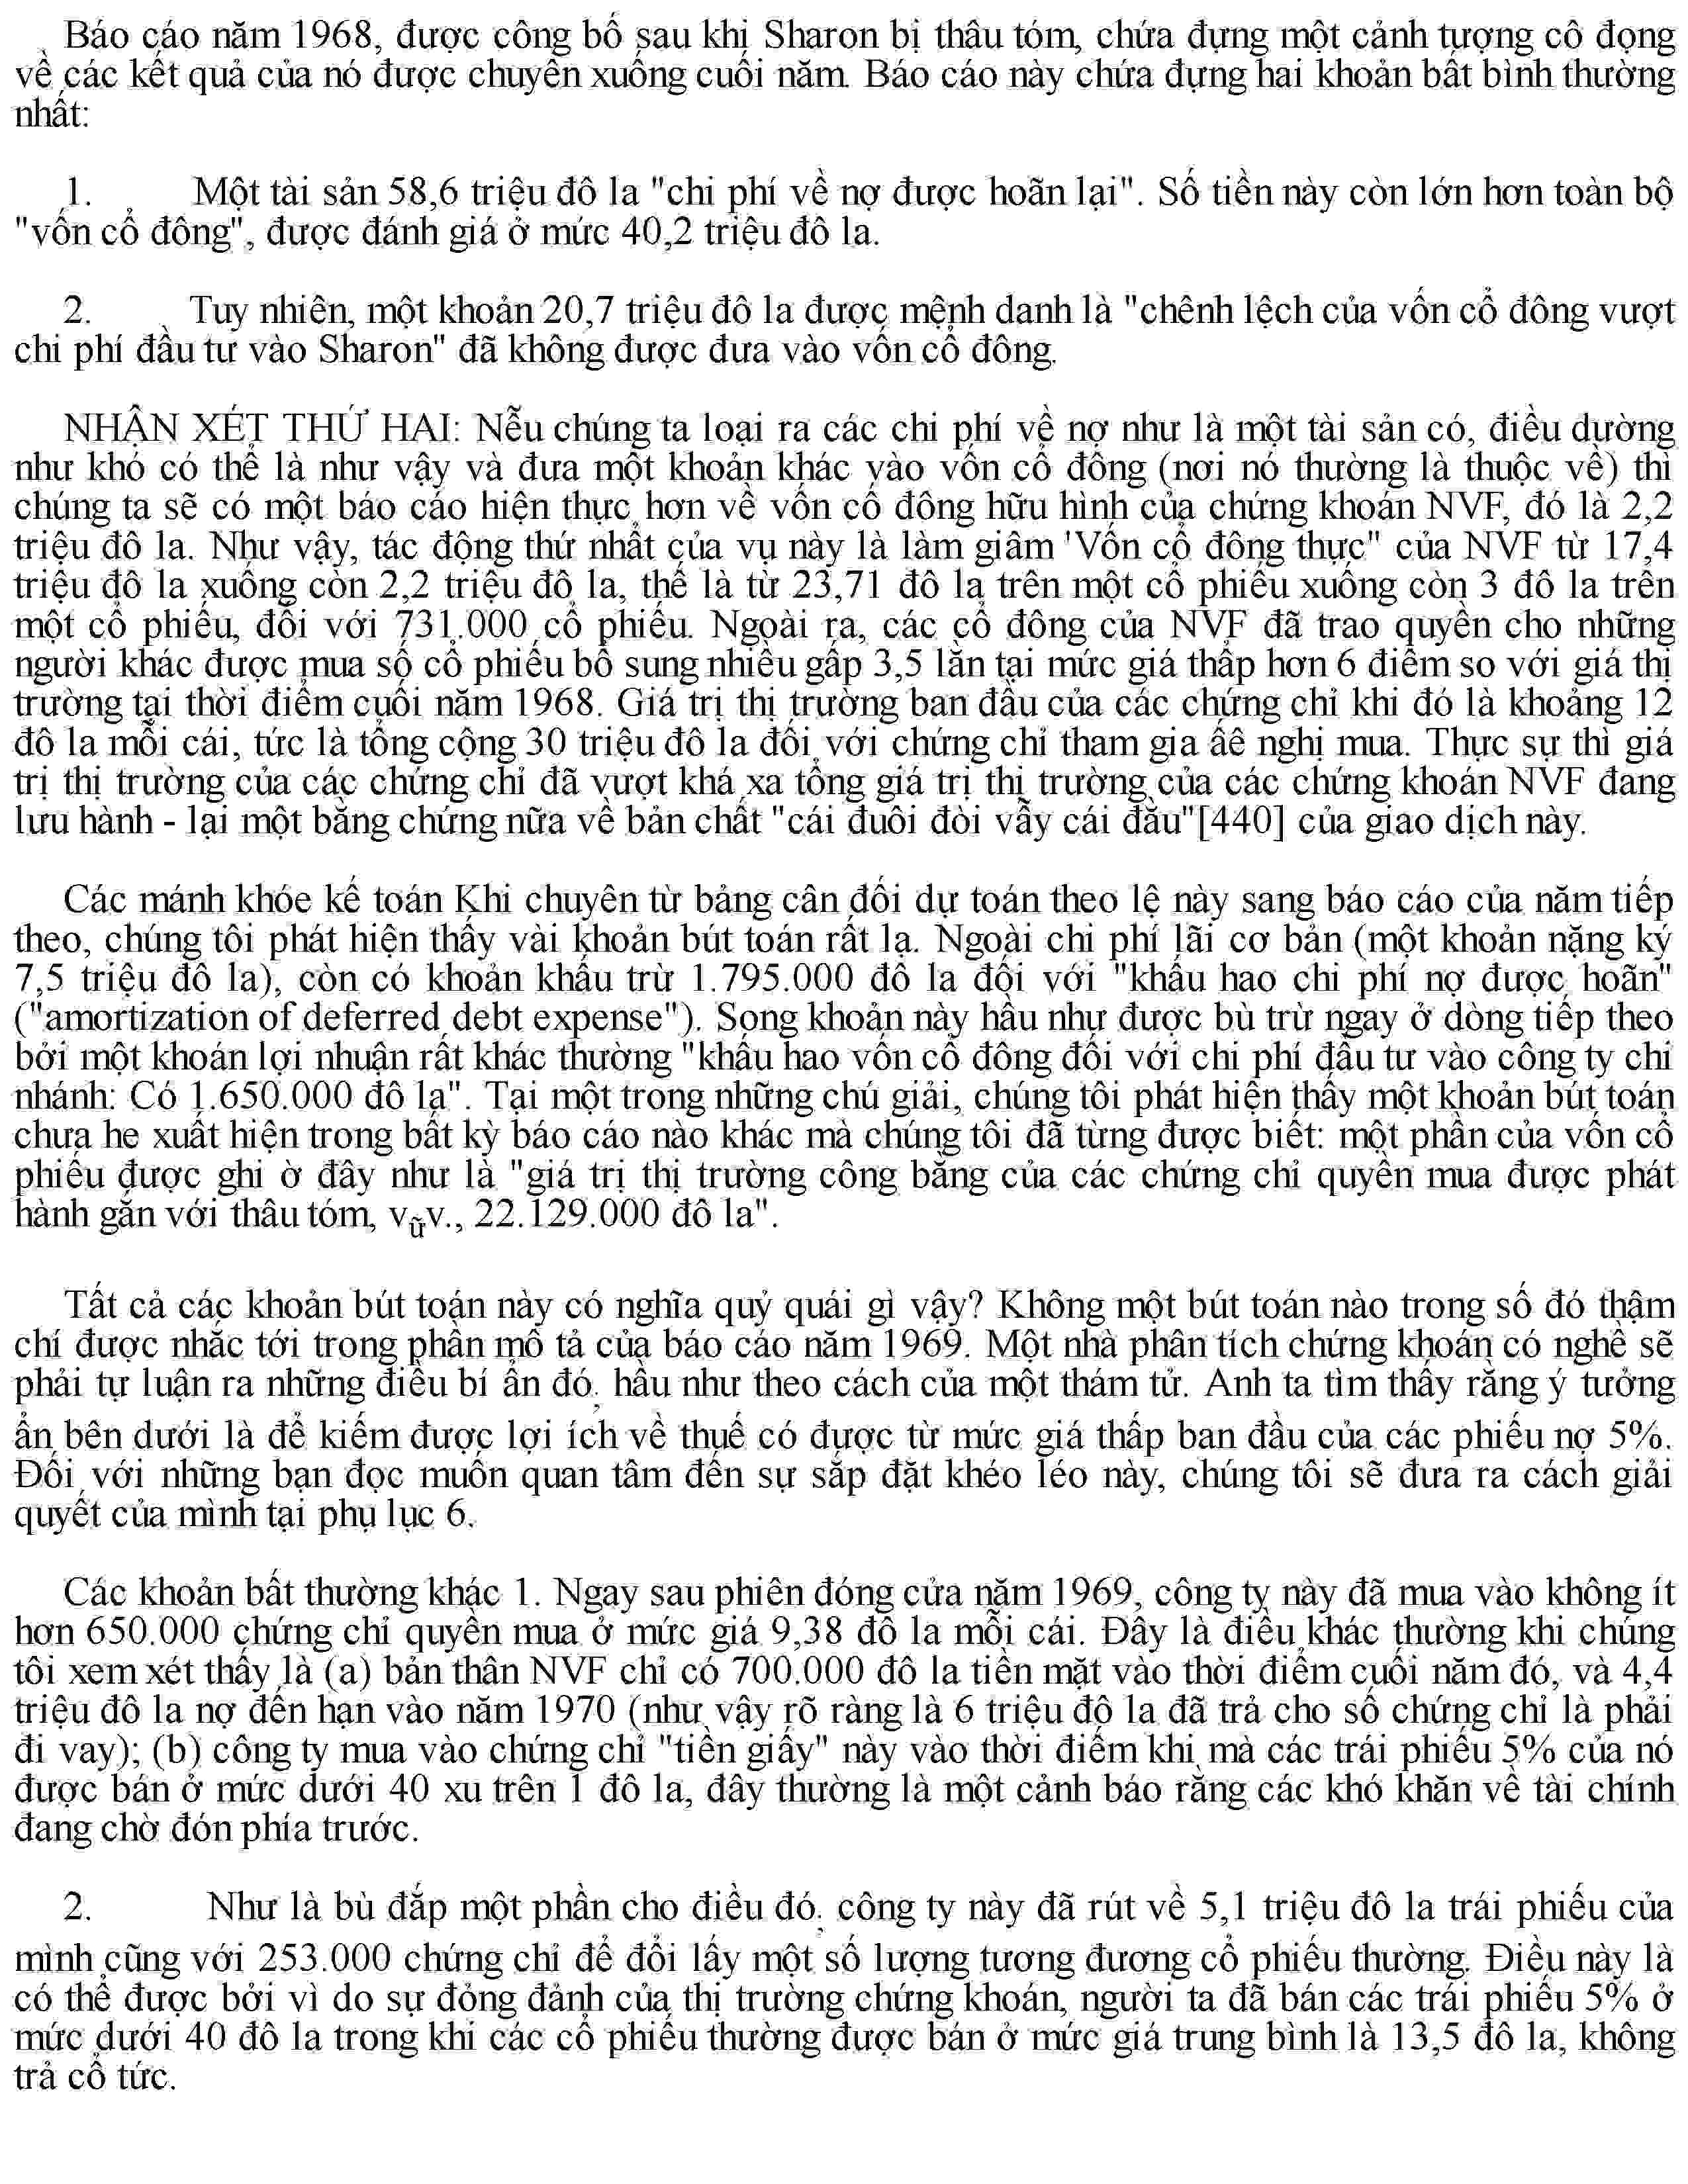 Báo cáo năm 1968, được công bố sau khi Sharon bị thâu tóm, chứa đựng một cảnh tượng cô đọng
về các kết quả của nó được chuyển xuống cuối năm. Báo cáo này chứa đựng hai khoản bất bình thường
nhất:
1. Một tài sản 58,6 triệu đô la "chi phí về nợ được hoãn lại". Số tiền này còn lớn hơn toàn bộ
"vốn cổ đông", được đánh giá ở mức 40,2 triệu đô la.
2. Tuy nhiên, một khoản 20,7 triệu đô la được mệnh danh là "chênh lệch của vốn cổ đông vượt
chi phí đầu tư vào Sharon" đã không được đưa vào vốn cổ đông.
NHẬN XÉT THỨ HAI: Nễu chúng ta loại ra các chi phí về nợ như là một tài sản có, điều dường
như khó có thể là như vậy và đưa một khoản khác vào vốn cổ đông (nơi nó thường là thuộc về) thì
chúng ta sẽ có một báo cáo hiện thực hơn về vốn cổ đông hữu hình của chứng khoán NVF, đó là 2,2
triệu đô la. Như vậy, tác động thứ nhất của vụ này là làm giâm 'Vốn cổ đông thực" của NVF từ 17,4
triệu đô la xuống còn 2,2 triệu đô la, thế là từ 23,71 đô la trên một cổ phiếu xuống còn 3 đô la trên
một cổ phiếu, đối với 731.000 cổ phiếu. Ngoài ra, các cổ đông của NVF đã trao quyền cho những
người khác được mua số cổ phiếu bổ sung nhiều gấp 3,5 lần tại mức giá thấp hơn 6 điểm so với giá thị
trường tại thời điểm cuối năm 1968. Giá trị thị trường ban đầu của các chứng chỉ khi đó là khoảng 12
đô la mỗi cái, tức là tổng cộng 30 triệu đô la đối với chứng chỉ tham gia ấê nghị mua. Thực sự thì giá
trị thị trường của các chứng chỉ đã vượt khá xa tổng giá trị thị trường của các chứng khoán NVF đang
lưu hành - lại một bằng chứng nữa về bản chất "cái đuôi đòi vẫy cái đầu"[440] của giao dịch này.
Các mánh khóe kế toán Khi chuyên từ bảng cân đối dự toán theo lệ này sang báo cáo của năm tiếp
theo, chúng tôi phát hiện thấy vài khoản bút toán rất lạ. Ngoài chi phí lãi cơ bản (một khoản nặng ký
7,5 triệu đô la), còn có khoản khấu trừ 1.795.000 đô la đối với "khấu hao chi phí nợ được hoãn"
("amortization of deferred debt expense"). Song khoản này hầu như được bù trừ ngay ở dòng tiếp theo
bởi một khoán lợi nhuận rất khác thường "khấu hao vốn cổ đông đối với chi phí đầu tư vào công ty chi
nhánh: Có 1.650.000 đô la". Tại một trong những chú giải, chúng tôi phát hiện thấy một khoản bút toán
chưa he xuất hiện trong bất kỳ báo cáo nào khác mà chúng tôi đã từng được biết: một phần của vốn cổ
phiếu được ghi ờ đây như là "giá trị thị trường công bằng của các chứng chỉ quyền mua được phát
hành gắn với thâu tóm, vữv., 22.129.000 đô la".
Tất cả các khoản bút toán này có nghĩa quỷ quái gì vậy? Không một bút toán nào trong số đó thậm
chí được nhắc tới trong phần mô tả của báo cáo năm 1969. Một nhà phân tích chứng khoán có nghề sẽ
phải tự luận ra những điều bí ẩn đó, hầu như theo cách của một thám tử. Anh ta tìm thấy rằng ý tưởng
ẩn bên dưới là để kiếm được lợi ích về thuế có được từ mức giá thấp ban đầu của các phiếu nợ 5%.
Đối với những bạn đọc muốn quan tâm đến sự sắp đặt khéo léo này, chúng tôi sẽ đưa ra cách giải
quyết của mình tại phụ lục 6.
Các khoản bất thường khác 1. Ngay sau phiên đóng cửa năm 1969, công ty này đã mua vào không ít
hơn 650.000 chứng chỉ quyền mua ở mức giá 9,38 đô la mỗi cái. Đây là điều khác thường khi chúng
tôi xem xét thấy là (a) bản thân NVF chỉ có 700.000 đô la tiền mặt vào thời điểm cuối năm đó, và 4,4
triệu đô la nợ đến hạn vào năm 1970 (như vậy rõ ràng là 6 triệu đô la đã trả cho số chứng chỉ là phải
đi vay); (b) công ty mua vào chứng chỉ "tiền giấy" này vào thời điểm khi mà các trái phiếu 5% của nó
được bán ở mức dưới 40 xu trên 1 đô la, đây thường là một cảnh báo rằng các khó khăn về tài chính
đang chờ đón phía trước.
2. Như là bù đắp một phần cho điều đó, công ty này đã rút về 5,1 triệu đô la trái phiếu của
mình cũng với 253.000 chứng chỉ để đổi lấy một số lượng tương đương cổ phiếu thường. Điều này là
có thể được bởi vì do sự đỏng đảnh của thị trường chứng khoán, người ta đã bán các trái phiếu 5% ở
mức dưới 40 đô la trong khi các cổ phiếu thường được bán ở mức giá trung bình là 13,5 đô la, không
trả cổ tức.